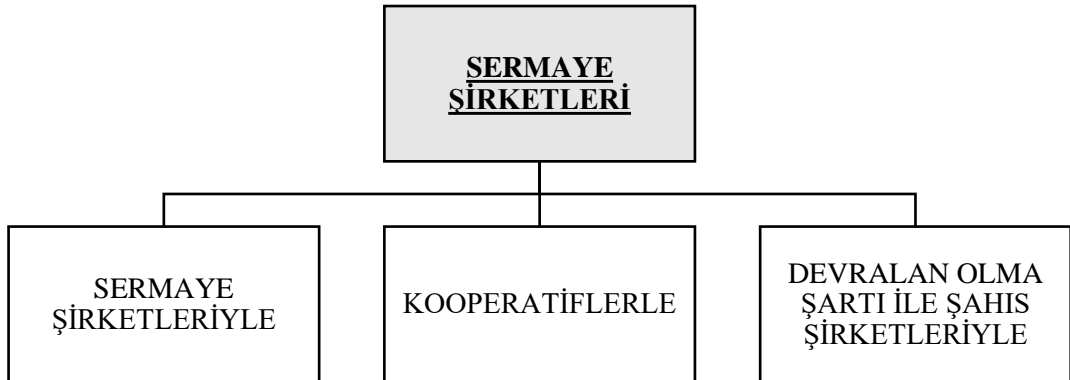 SERMAYE
ŞİRKETLERİ
SERMAYE
ŞİRKETLERİYLE
KOOPERATİFLERLE
DEVRALAN OLMA
ŞARTI İLE ŞAHIS
ŞİRKETLERİYLE